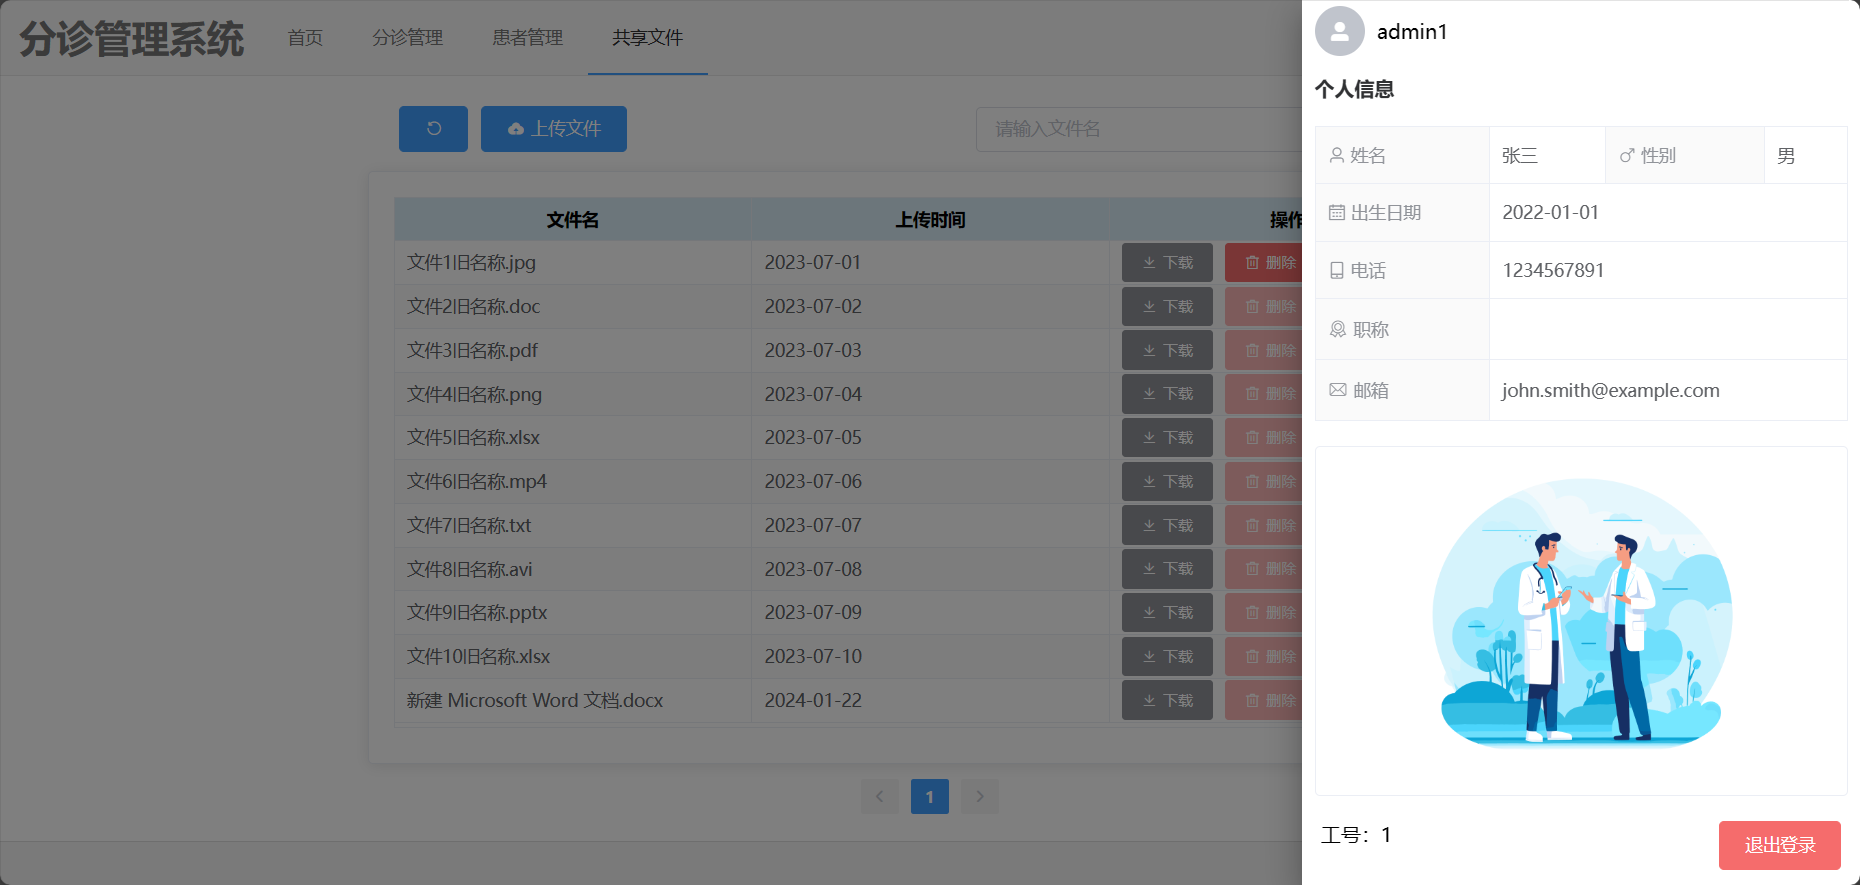 分诊管理系统 首页 分诊管理 患者管理 共享文件
上传文件 请输入文件名
文件名 上传时间 操作
文件1旧名称.jpg 2023-07-01 下载 删除
文件2旧名称.doc 2023-07-02 下载 删除
文件3旧名称.pdf 2023-07-03 下载 删除
文件4旧名称.png 2023-07-04 下载 删除
文件5旧名称.xlsx 2023-07-05 下载 删除
文件6旧名称.mp4 2023-07-06 下载 删除
文件7旧名称.txt 2023-07-07 下载 删除
文件8旧名称.avi 2023-07-08 下载 删除
文件9旧名称.pptx 2023-07-09 下载 删除
文件10旧名称.xlsx 2023-07-10 下载 删除
新建 Microsoft Word 文档.docx 2024-01-22 下载 删除
1
admin1
个人信息
姓名 张三 性别 男
出生日期 2022-01-01
电话 1234567891
职称
邮箱 john.smith@example.com
工号：1
退出登录